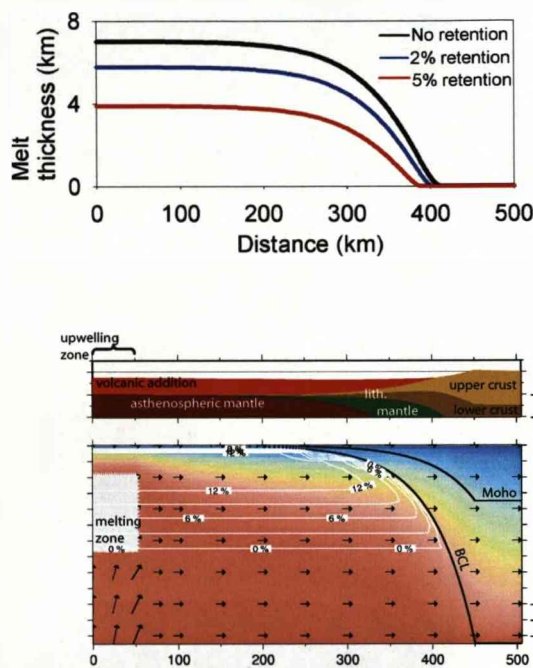 8
4
0
Melt
thickness (km)
No retention
2% retention
5% retention
0 100 200 300 400 500
Distance (km)
upwelling
zone
volcanic addition
asthenospheric mantle
lith.
mantle
upper crust
lower crust
12 %
12 %
6 %
6 %
0 %
0 %
0 %
melting
zone
Moho
BCL
0 100 200 300 400 500